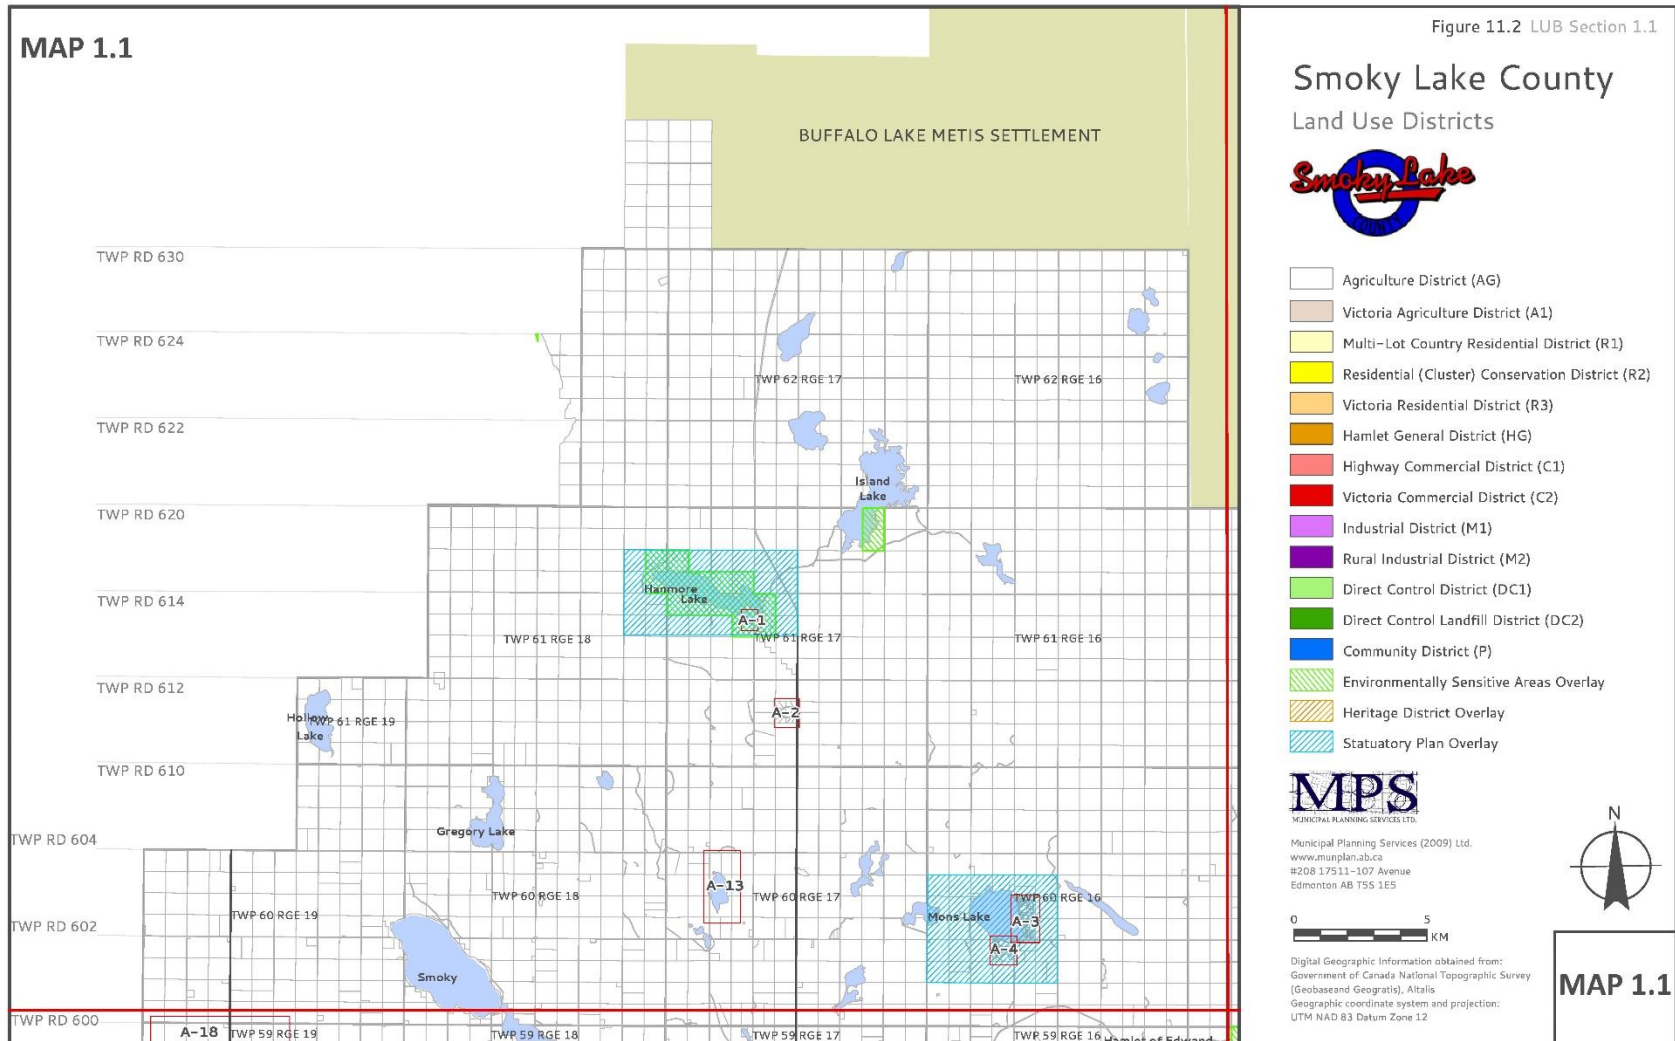 MAP 1.1
BUFFALO LAKE METIS SETTLEMENT
TWP RD 630
TWP RD 624
TWP 62 RGE 17
TWP 62 RGE 16
TWP RD 622
Island
Lake
TWP RD 620
Hanmore
Lake
TWP RD 614
A-1
TWP 61 RGE 18
TWP 61 RGE 17
TWP 61 RGE 16
TWP RD 612
A-2
Hollow
Lake
TWP 61 RGE 19
TWP RD 610
Gregory Lake
TWP RD 604
A-13
TWP 60 RGE 19
TWP 60 RGE 18
TWP 60 RGE 17
TWP 60 RGE 16
Mons Lake
A-3
A-4
TWP RD 602
Smoky
TWP RD 600
A-18
TWP 59 RGE 19
TWP 59 RGE 18
TWP 59 RGE 17
TWP 59 RGE 16
Hamlet of Edwand
Figure 11.2 LUB Section 1.1
Smoky Lake County
Land Use Districts
Smoky Lake
COUNTY
Agriculture District (AG)
Victoria Agriculture District (A1)
Multi-Lot Country Residential District (R1)
Residential (Cluster) Conservation District (R2)
Victoria Residential District (R3)
Hamlet General District (HG)
Highway Commercial District (C1)
Victoria Commercial District (C2)
Industrial District (M1)
Rural Industrial District (M2)
Direct Control District (DC1)
Direct Control Landfill District (DC2)
Community District (P)
Environmentally Sensitive Areas Overlay
Heritage District Overlay
Statuatory Plan Overlay
MPS
MUNICIPAL PLANNING SERVICES LTD.
Municipal Planning Services (2009) Ltd.
www.munplan.ab.ca
#208 17511-107 Avenue
Edmonton AB T5S 1E5
N
0 5
KM
Digital Geographic Information obtained from:
Government of Canada National Topographic Survey
(Geobaseand Geogratis), Altalis
Geographic coordinate system and projection:
UTM NAD 83 Datum Zone 12
MAP 1.1